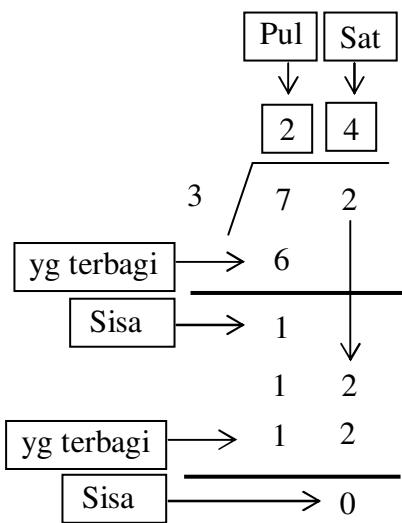 Pul Sat
2 4
3 7 2
yg terbagi 6
Sisa 1
1 2
yg terbagi 1 2
Sisa 0